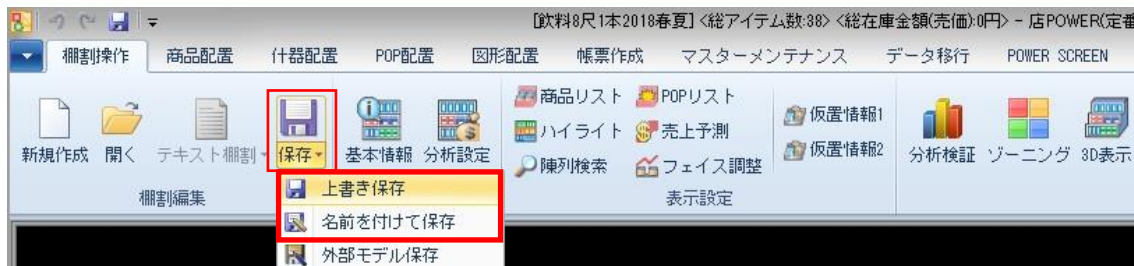 [飲料8尺1本2018春夏]<総アイテム数:38> <総在庫金額(売価):0円> - 店POWER(定番
棚割操作 商品配置 什器配置 POP配置 図形配置 帳票作成 マスターメンテナンス データ移行 POWER SCREEN
商品リスト POPリスト 仮置情報1
ハイライト 売上予測
新規作成 開く テキスト棚割 保存 基本情報 分析設定 陳列検索 フェイス調整 仮置情報2 分析検証 ゾーニング 3D表示
棚割編集 表示設定
上書き保存
名前を付けて保存
外部モデル保存